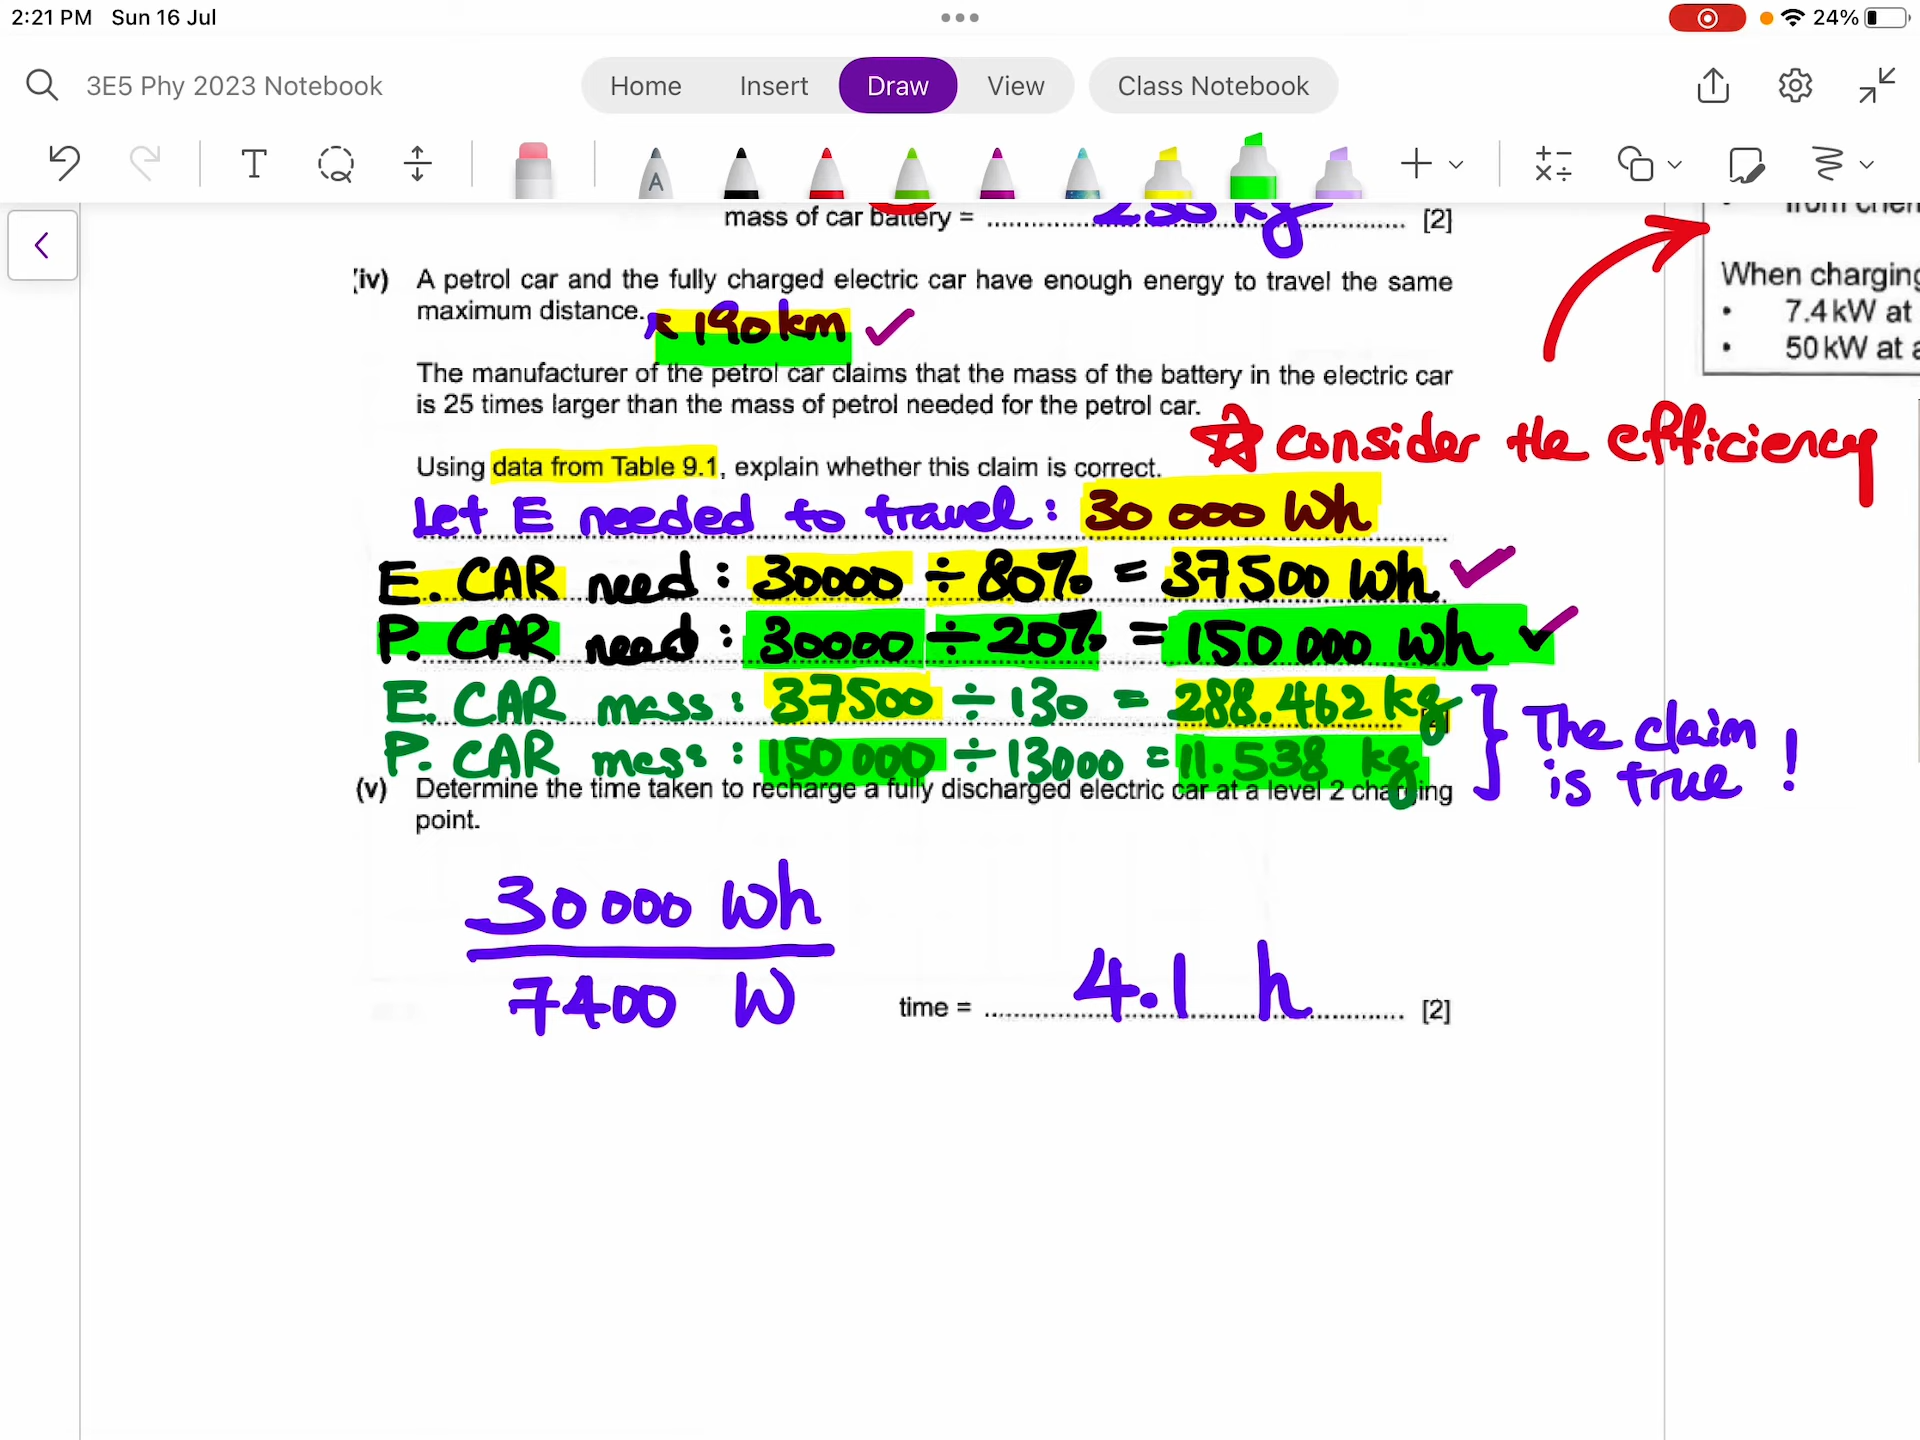 2:21 PM Sun 16 Jul
24%
3E5 Phy 2023 Notebook
Home Insert Draw View Class Notebook
T A
mass of car battery = [2]
(iv) A petrol car and the fully charged electric car have enough energy to travel the same
maximum distance.
190 km ✓
When charging
• 7.4 kW at
• 50 kW at a
The manufacturer of the petrol car claims that the mass of the battery in the electric car
is 25 times larger than the mass of petrol needed for the petrol car.
☆ consider the efficiency
Using data from Table 9.1, explain whether this claim is correct.
Let E needed to travel: 30 000 Wh
E. CAR need: 30000 ÷ 80% = 37500 Wh. ✓
P. CAR need: 30000 ÷ 20% = 150 000 Wh ✓
E. CAR mass: 37500 ÷ 130 = 288.462 kg
P. CAR mass: 150 000 ÷ 13000 = 11.538 kg
} The claim
is true !
(v) Determine the time taken to recharge a fully discharged electric car at a level 2 charging
point.
30 000 Wh
7400 W
time = 4.1 h [2]